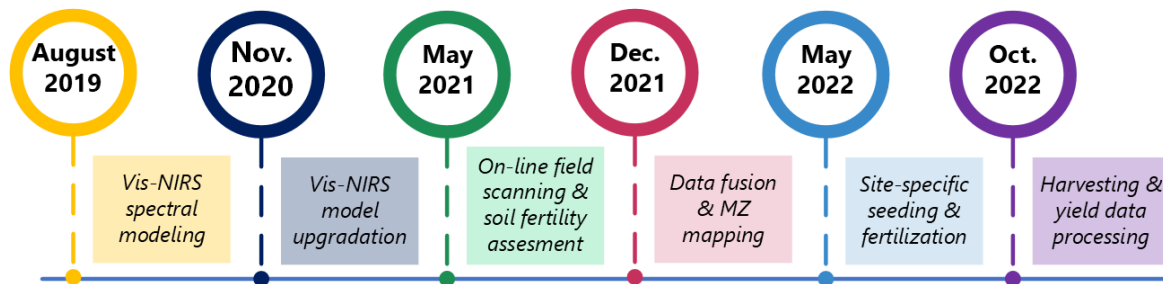 August
2019
Nov.
2020
May
2021
Dec.
2021
May
2022
Oct.
2022
Vis-NIRS
spectral
modeling
Vis-NIRS
model
upgradation
On-line field
scanning &
soil fertility
assesment
Data fusion
& MZ
mapping
Site-specific
seeding &
fertilization
Harvesting &
yield data
processing